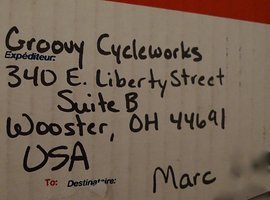 Groovy Cycleworks
Expéditeur:
340 E. Liberty Street
Suite B
Wooster, OH 44691
USA
To: Destinataire:
Marc